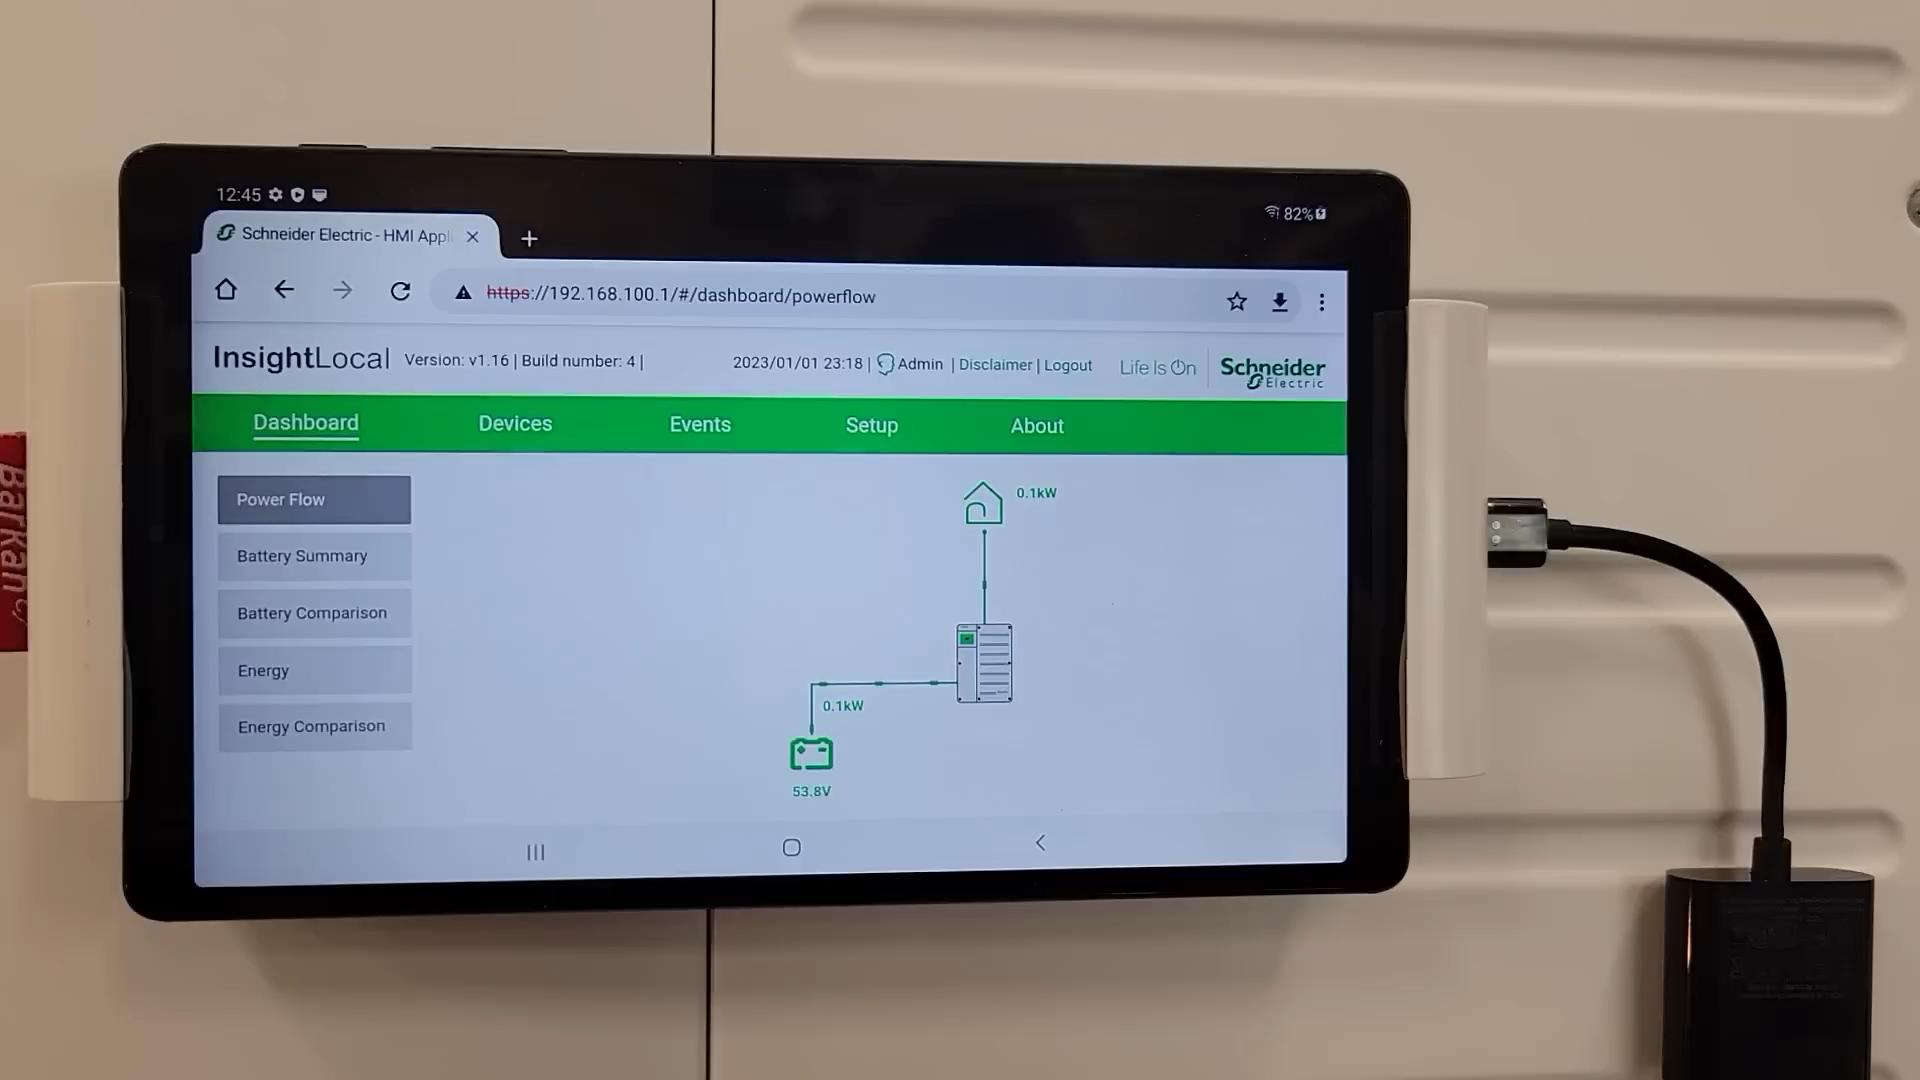 12:45
82%
Schneider Electric - HMI Appl
https://192.168.100.1/#/dashboard/powerflow
InsightLocal Version: v1.16 | Build number: 4 |
2023/01/01 23:18 | Admin | Disclaimer | Logout
Life Is On
Schneider
Electric
Dashboard Devices Events Setup About
Power Flow
Battery Summary
Battery Comparison
Energy
Energy Comparison
0.1kW
0.1kW
53.8V
Barkan